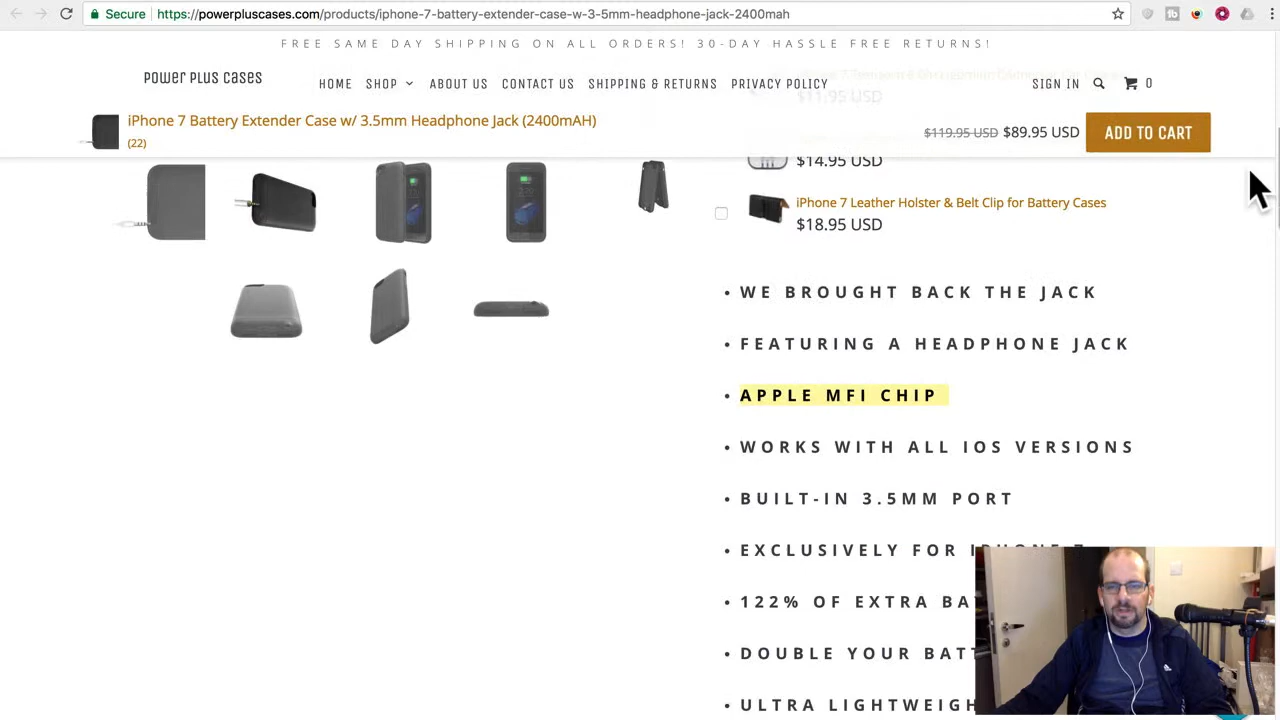 Secure
https://powerpluscases.com/products/iphone-7-battery-extender-case-w-3-5mm-headphone-jack-2400mah
FREE SAME DAY SHIPPING ON ALL ORDERS! 30-DAY HASSLE FREE RETURNS!
POWER PLUS CASES
HOME SHOP ABOUT US CONTACT US SHIPPING & RETURNS PRIVACY POLICY
SIGN IN 0
$11.95 USD
iPhone 7 Battery Extender Case w/ 3.5mm Headphone Jack (2400mAH)
(22)
$119.95 USD $89.95 USD ADD TO CART
$14.95 USD
iPhone 7 Leather Holster & Belt Clip for Battery Cases
$18.95 USD
• WE BROUGHT BACK THE JACK
• FEATURING A HEADPHONE JACK
• APPLE MFI CHIP
• WORKS WITH ALL IOS VERSIONS
• BUILT-IN 3.5MM PORT
• EXCLUSIVELY FOR IPHONE 7
• 122% OF EXTRA BA
• DOUBLE YOUR BATT
• ULTRA LIGHTWEIGH